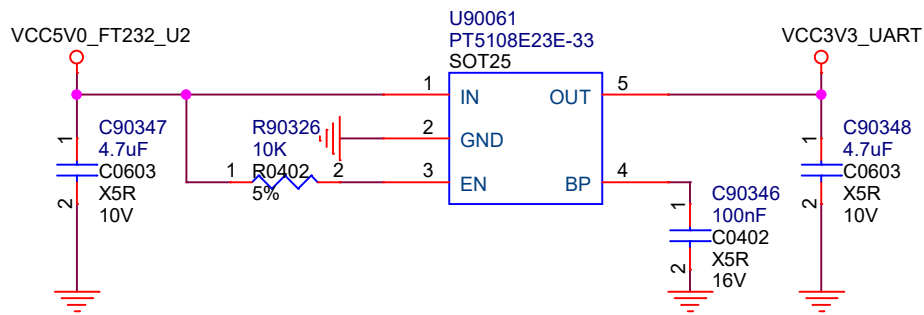 U90061
VCC5V0_FT232_U2
PT5108E23E-33
VCC3V3_UART
SOT25
1
IN
OUT
5
1
C90347
4.7uF
C0603
X5R
10V
2
R90326
10K
R0402
5%
1
2
2
GND
3
EN
BP
4
1
C90346
100nF
C0402
X5R
16V
2
1
C90348
4.7uF
C0603
X5R
10V
2